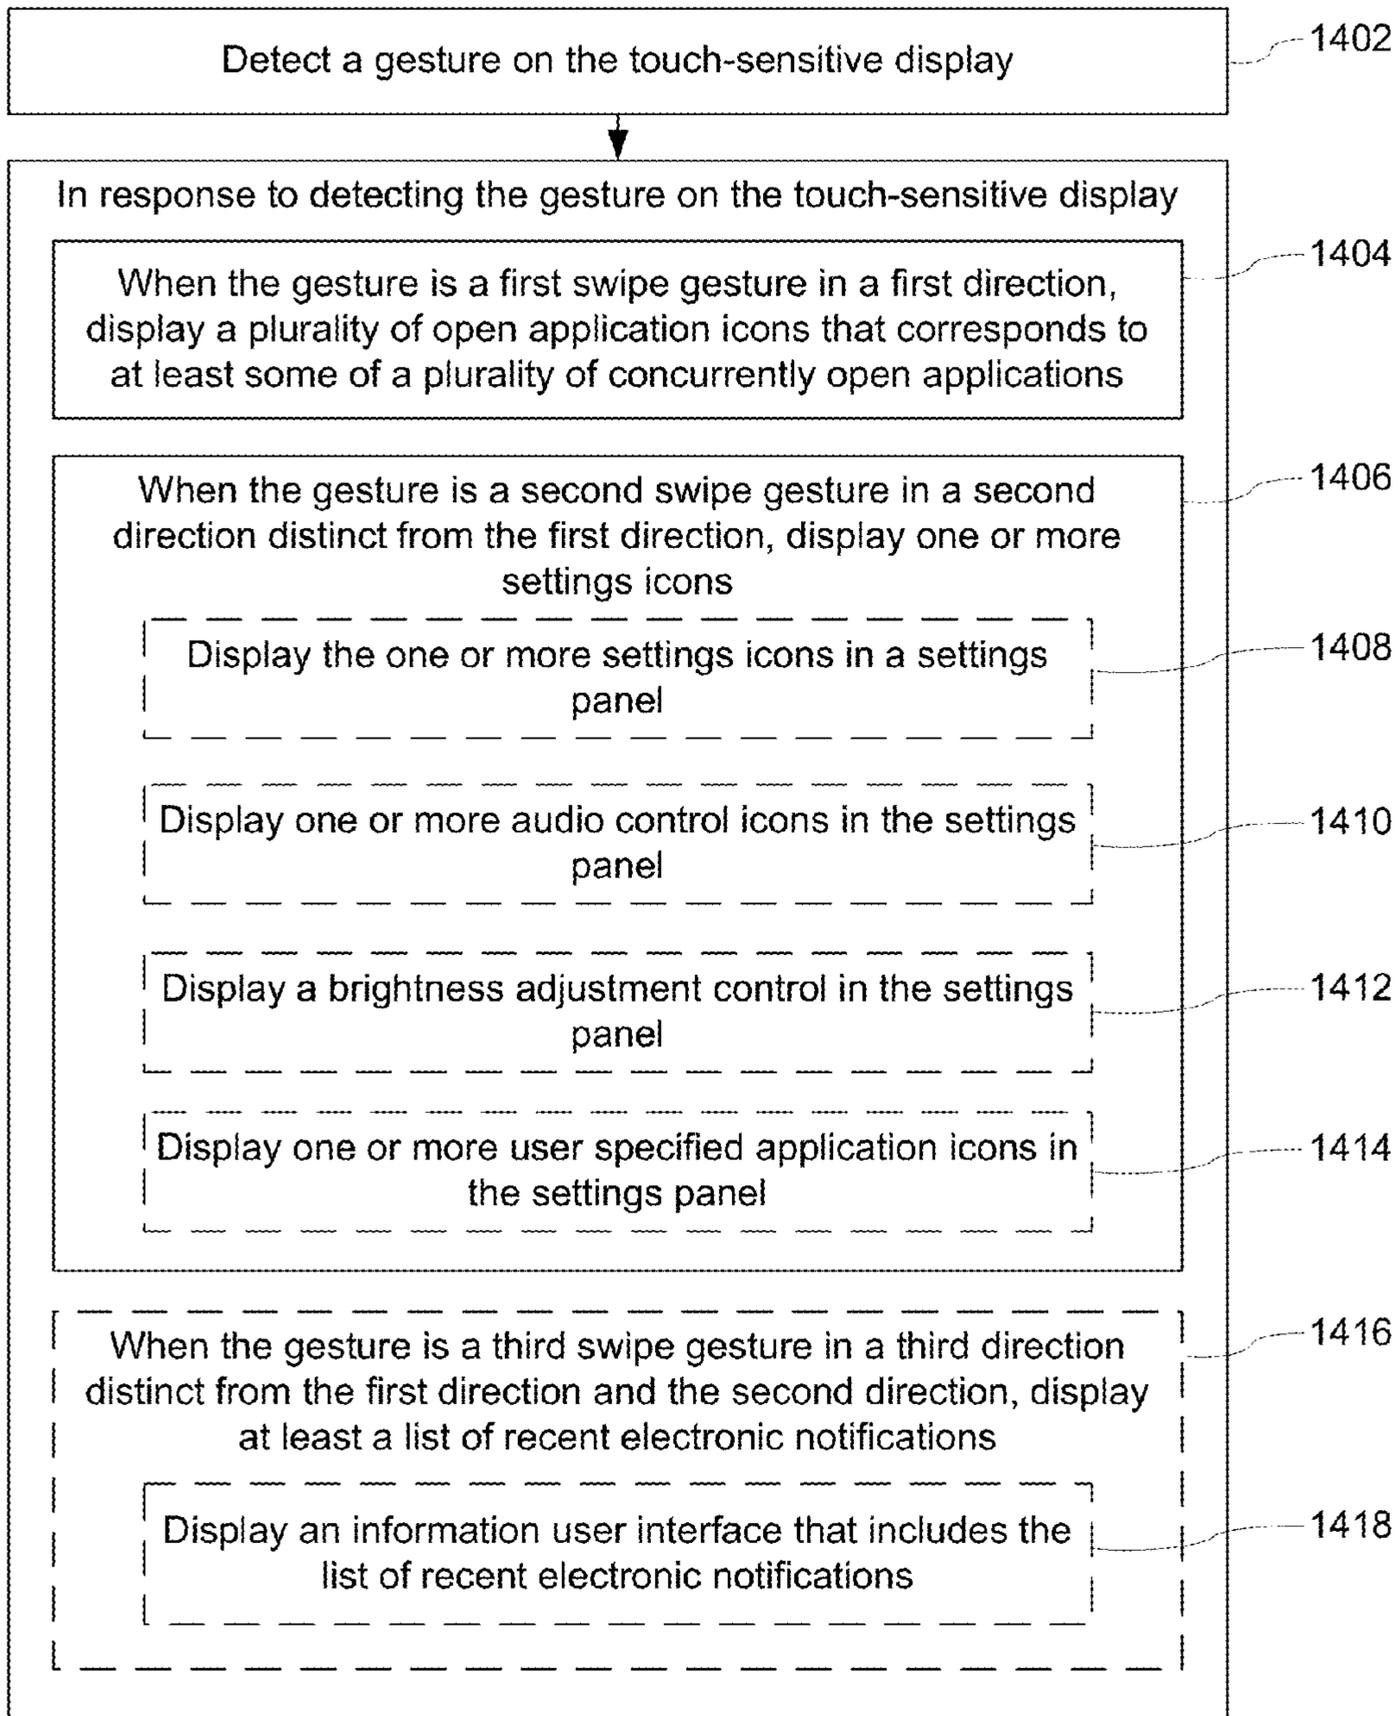 Detect a gesture on the touch-sensitive display
1402
In response to detecting the gesture on the touch-sensitive display
When the gesture is a first swipe gesture in a first direction,
display a plurality of open application icons that corresponds to
at least some of a plurality of concurrently open applications
1404
When the gesture is a second swipe gesture in a second
direction distinct from the first direction, display one or more
settings icons
1406
Display the one or more settings icons in a settings
panel
1408
Display one or more audio control icons in the settings
panel
1410
Display a brightness adjustment control in the settings
panel
1412
Display one or more user specified application icons in
the settings panel
1414
When the gesture is a third swipe gesture in a third direction
distinct from the first direction and the second direction, display
at least a list of recent electronic notifications
1416
Display an information user interface that includes the
list of recent electronic notifications
1418